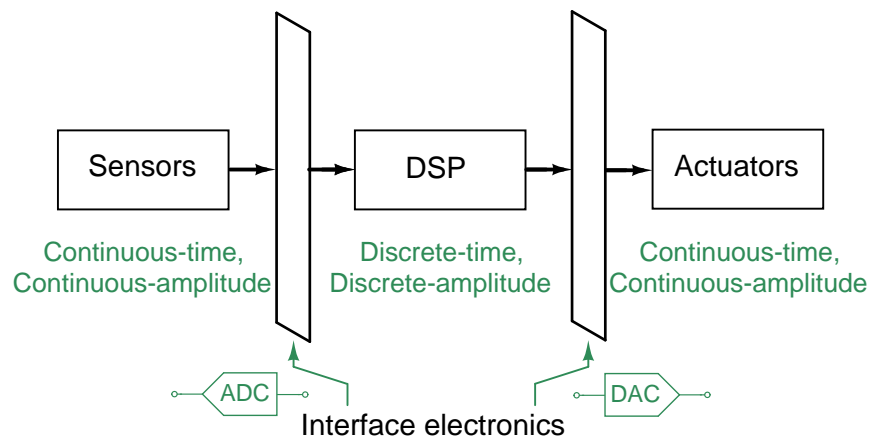 Sensors
DSP
Actuators
Continuous-time,
Continuous-amplitude
Discrete-time,
Discrete-amplitude
Continuous-time,
Continuous-amplitude
ADC
DAC
Interface electronics